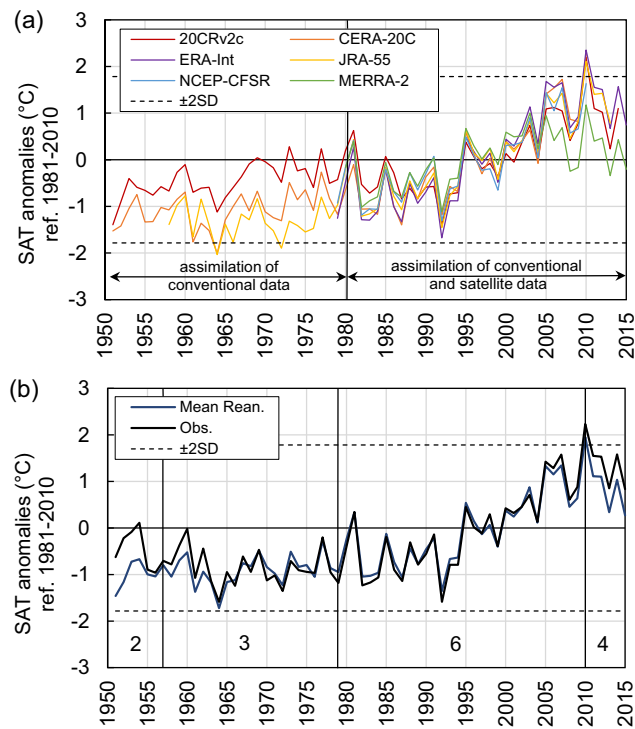 (a)
SAT anomalies (°C)
ref. 1981-2010
3
2
1
0
-1
-2
-3
20CRv2c
CERA-20C
ERA-Int
JRA-55
NCEP-CFSR
MERRA-2
±2SD
assimilation of
conventional data
assimilation of conventional
and satellite data
1950
1955
1960
1965
1970
1975
1980
1985
1990
1995
2000
2005
2010
2015
(b)
SAT anomalies (°C)
ref. 1981-2010
3
2
1
0
-1
-2
-3
Mean Rean.
Obs.
±2SD
2
3
6
4
1950
1955
1960
1965
1970
1975
1980
1985
1990
1995
2000
2005
2010
2015